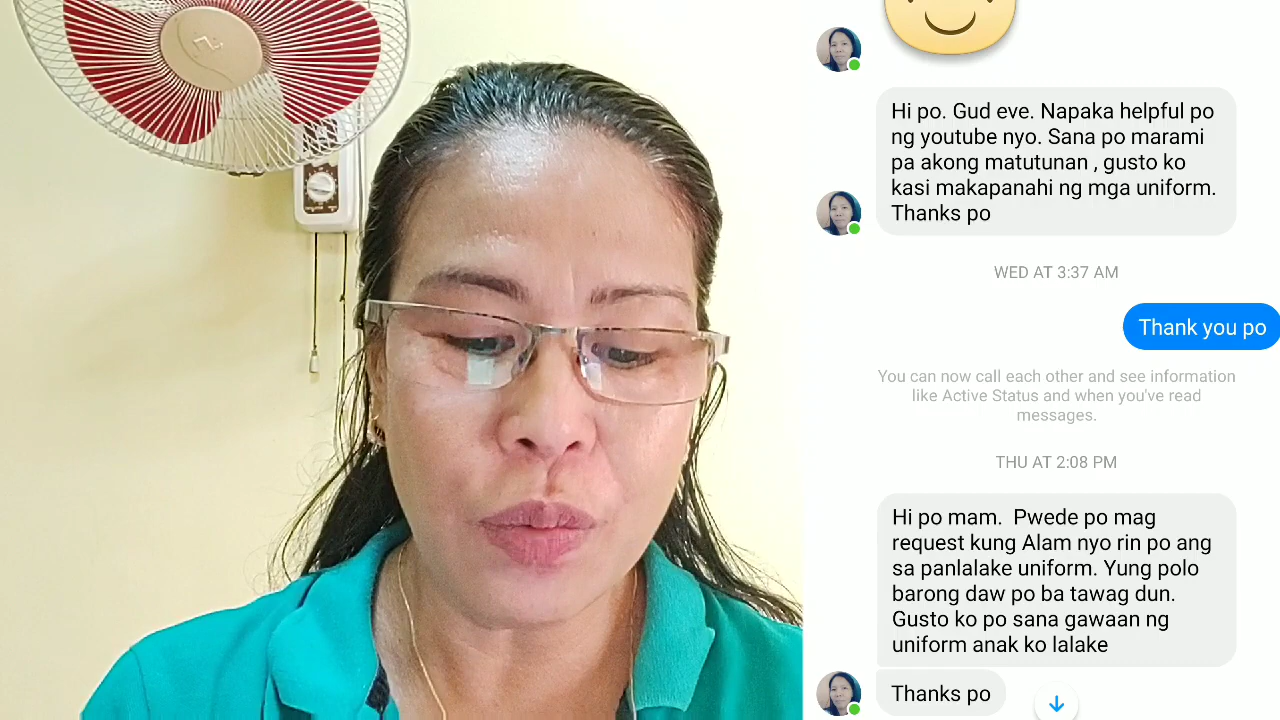 Hi po. Gud eve. Napaka helpful po
ng youtube nyo. Sana po marami
pa akong matutunan , gusto ko
kasi makapanahi ng mga uniform.
Thanks po
WED AT 3:37 AM
Thank you po
You can now call each other and see information
like Active Status and when you've read
messages.
THU AT 2:08 PM
Hi po mam.  Pwede po mag
request kung Alam nyo rin po ang
sa panlalake uniform. Yung polo
barong daw po ba tawag dun.
Gusto ko po sana gawaan ng
uniform anak ko lalake
Thanks po